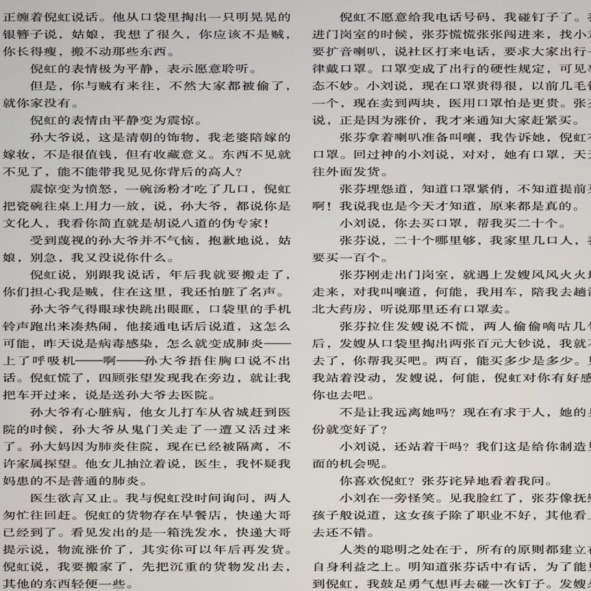 正缠着倪虹说话。他从口袋里掏出一只明晃晃的
银簪子说，姑娘，我想了很久，你应该不是贼，
你长得瘦，搬不动那些东西。
倪虹的表情极为平静，表示愿意聆听。
但是，你与贼有来往，不然大家都被偷了，
就你家没有。
倪虹的表情由平静变为震惊。
孙大爷说，这是清朝的饰物，我老婆陪嫁的
嫁妆，不是很值钱，但有收藏意义。东西不见就
不见了，能不能带我见见你背后的高人？
震惊变为愤怒，一碗汤粉才吃了几口，倪虹
把瓷碗往桌上用力一放，说，孙大爷，都说你是
文化人，我看你简直就是胡说八道的伪专家！
受到蔑视的孙大爷并不气恼，抱歉地说，姑
娘，别急，我又没说你什么。
倪虹说，别跟我说话，年后我就要搬走了，
你们担心我是贼，住在这里，我还怕脏了名声。
孙大爷气得眼球快跳出眼眶，口袋里的手机
铃声跑出来凑热闹，他接通电话后说道，这怎么
可能，昨天说是病毒感染，怎么就变成肺炎——
上了呼吸机——啊——孙大爷捂住胸口说不出
话。倪虹慌了，四顾张望发现我在旁边，就让我
把车开过来，说是送孙大爷去医院。
孙大爷有心脏病，他女儿打车从省城赶到医
院的时候，孙大爷从鬼门关走了一遭又活过来
了。孙大妈因为肺炎住院，现在已经被隔离，不
许家属探望。他女儿抽泣着说，医生，我怀疑我
妈患的不是普通的肺炎。
医生欲言又止。我与倪虹没时间询问，两人
匆忙往回赶。倪虹的货物存在早餐店，快递大哥
已经到了。看见发出的是一箱洗发水，快递大哥
提示说，物流涨价了，其实你可以年后再发货。
倪虹说，我要搬家了，先把沉重的货物发出去，
其他的东西轻便一些。
倪虹不愿意给我电话号码，我碰钉子了。我
进门岗室的时候，张芬慌慌张张闯进来，找小刘
要扩音喇叭，说社区打来电话，要求大家出行一
律戴口罩。口罩变成了出行的硬性规定，可见事
态不妙。小刘说，现在口罩贵得很，以前几毛钱
一个，现在卖到两块，医用口罩怕是更贵。张芬
说，正是因为涨价，我才来通知大家赶紧买。
张芬拿着喇叭准备叫嚷，我告诉她，倪虹有
口罩。回过神的小刘说，对对，她有口罩，天天
往外面发货。
张芬埋怨道，知道口罩紧俏，不知道提前买
啊！我说我也是今天才知道，原来都是真的。
小刘说，你去买口罩，帮我买二十个。
张芬说，二十个哪里够，我家里几口人，我
要买一百个。
张芬刚走出门岗室，就遇上发嫂风风火火地
走来，对我叫嚷道，何能，我用车，陪我去趟湖
北大药房，听说那里还有口罩卖。
张芬拉住发嫂说不慌，两人偷偷嘀咕几句
后，发嫂从口袋里掏出两张百元大钞说，我就不
去了，你帮我买吧。两百，能买多少是多少。见
我站着没动，发嫂说，何能，倪虹对你有好感，
你也去吧。
不是让我远离她吗？现在有求于人，她的身
份就变好了？
小刘说，还站着干吗？我们这是给你制造见
面的机会呢。
你喜欢倪虹？张芬诧异地看着我问。
小刘在一旁怪笑。见我脸红了，张芬像抚慰
孩子般说道，这女孩子除了职业不好，其他看上
去还不错。
人类的聪明之处在于，所有的原则都建立在
自身利益之上。明知道张芬话中有话，为了能见
到倪虹，我鼓足勇气想再去碰一次钉子。发嫂